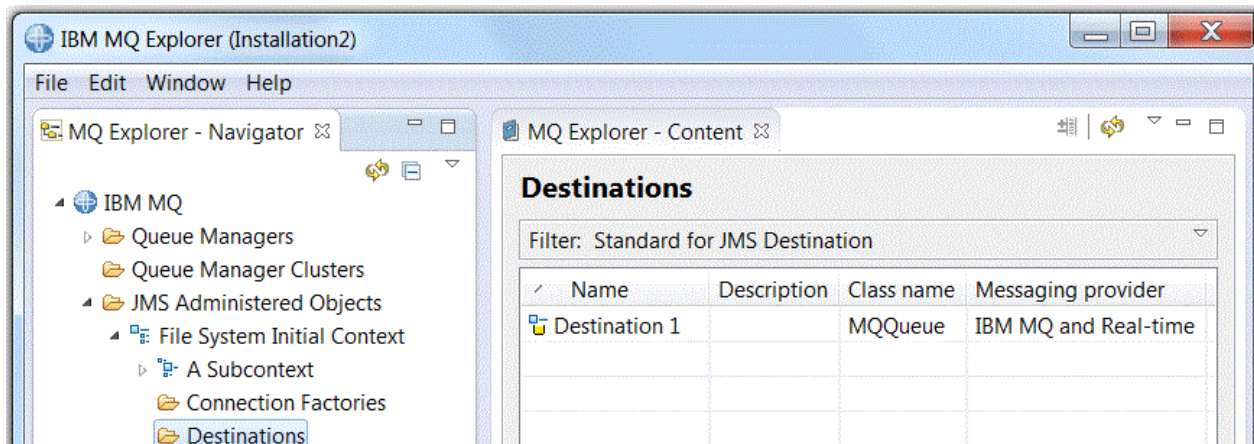 IBM MQ Explorer (Installation2)
File Edit Window Help
MQ Explorer - Navigator
IBM MQ
Queue Managers
Queue Manager Clusters
JMS Administered Objects
File System Initial Context
A Subcontext
Connection Factories
Destinations
MQ Explorer - Content
Destinations
Filter: Standard for JMS Destination
Name Description Class name Messaging provider
Destination 1 MQQueue IBM MQ and Real-time